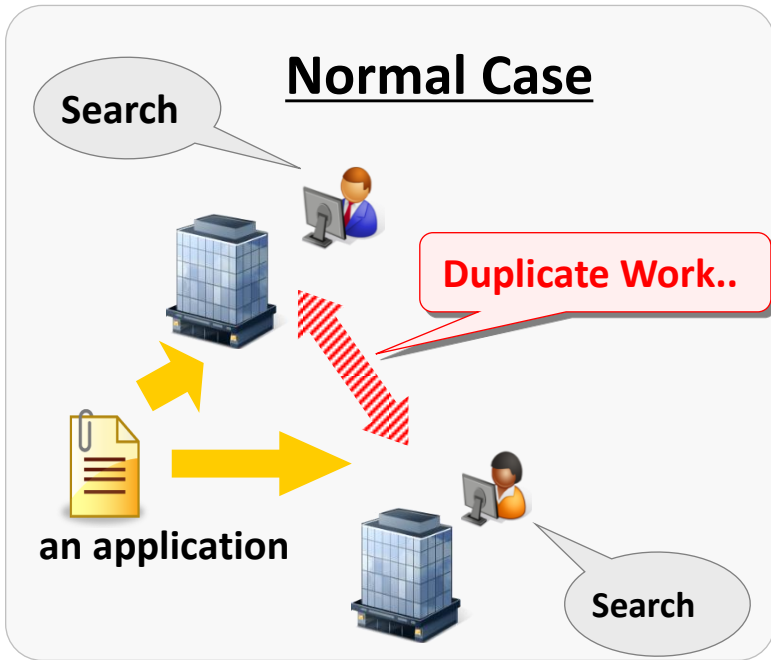 Normal Case
Search
Duplicate Work..
an application
Search